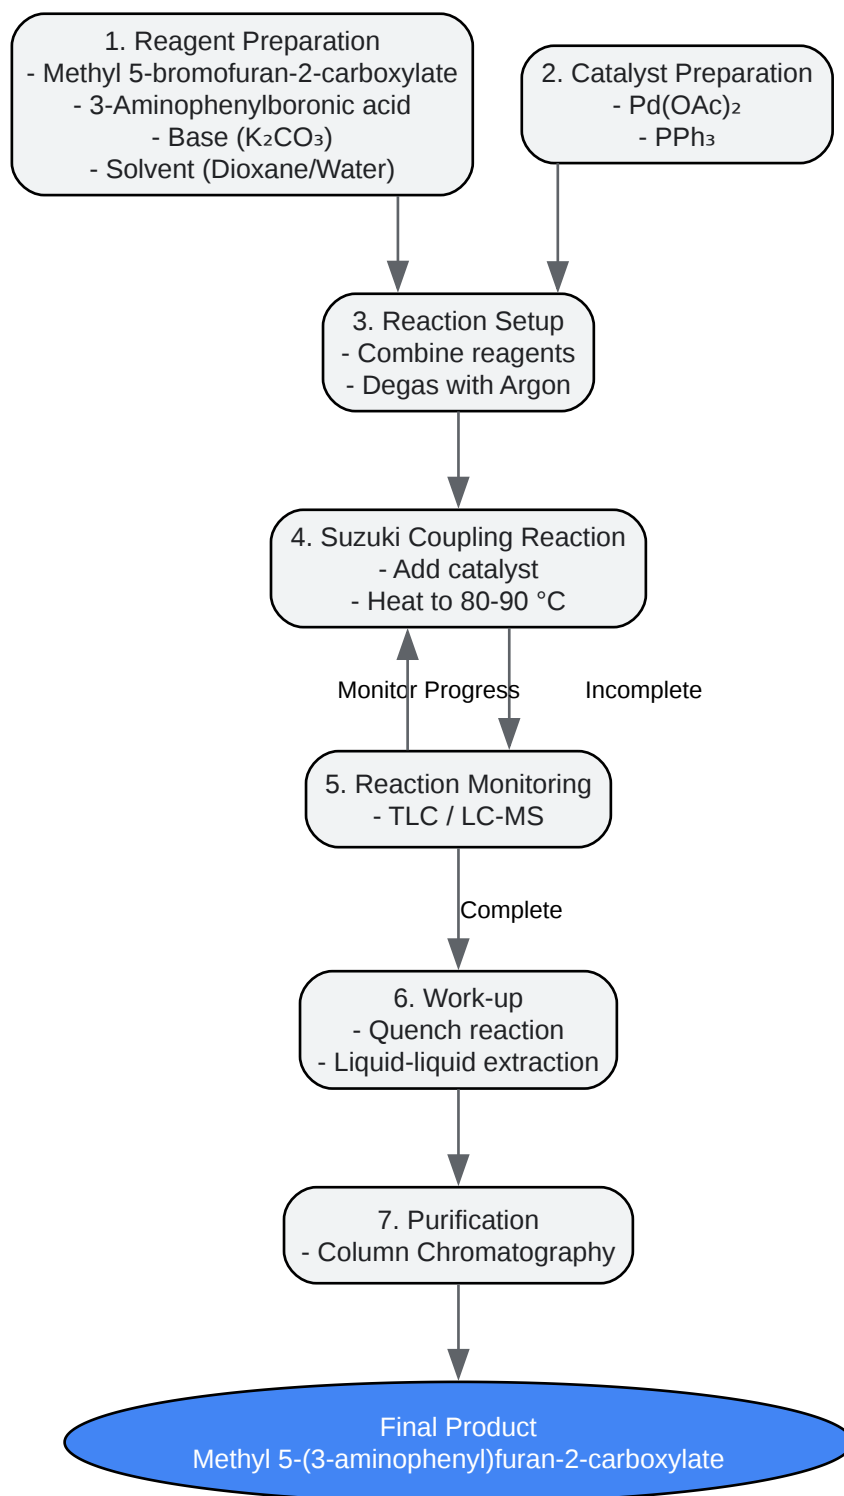 1. Reagent Preparation
- Methyl 5-bromofuran-2-carboxylate
- 3-Aminophenylboronic acid
- Base (K₂CO₃)
- Solvent (Dioxane/Water)
2. Catalyst Preparation
- Pd(OAc)₂
- PPh₃
3. Reaction Setup
- Combine reagents
- Degas with Argon
4. Suzuki Coupling Reaction
- Add catalyst
- Heat to 80-90 °C
Monitor Progress
Incomplete
5. Reaction Monitoring
- TLC / LC-MS
Complete
6. Work-up
- Quench reaction
- Liquid-liquid extraction
7. Purification
- Column Chromatography
Final Product
Methyl 5-(3-aminophenyl)furan-2-carboxylate